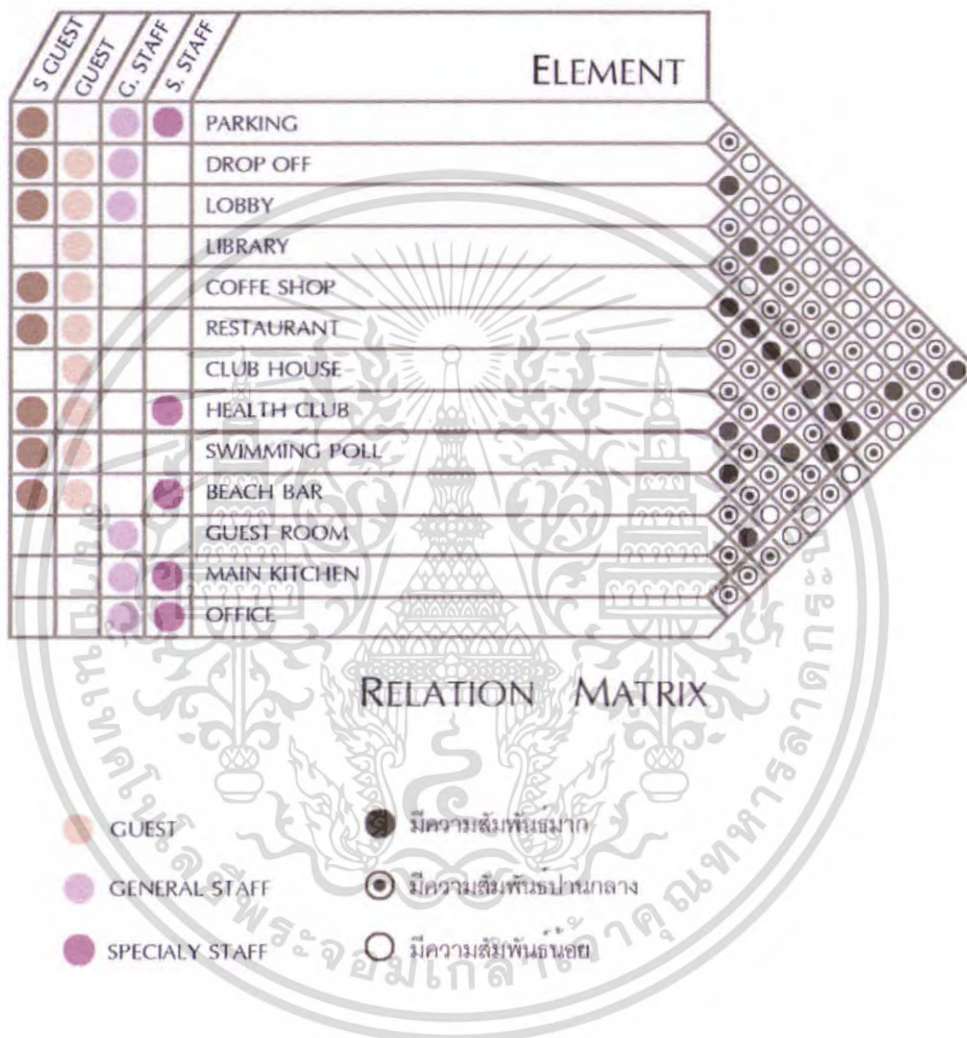 S GUEST
GUEST
G. STAFF
S. STAFF
ELEMENT
PARKING
DROP OFF
LOBBY
LIBRARY
COFFE SHOP
RESTAURANT
CLUB HOUSE
HEALTH CLUB
SWIMMING POLL
BEACH BAR
GUEST ROOM
MAIN KITCHEN
OFFICE
RELATION MATRIX
GUEST
มีความสัมพันธ์มาก
GENERAL STAFF
มีความสัมพันธ์ปานกลาง
SPECIALY STAFF
มีความสัมพันธ์น้อย